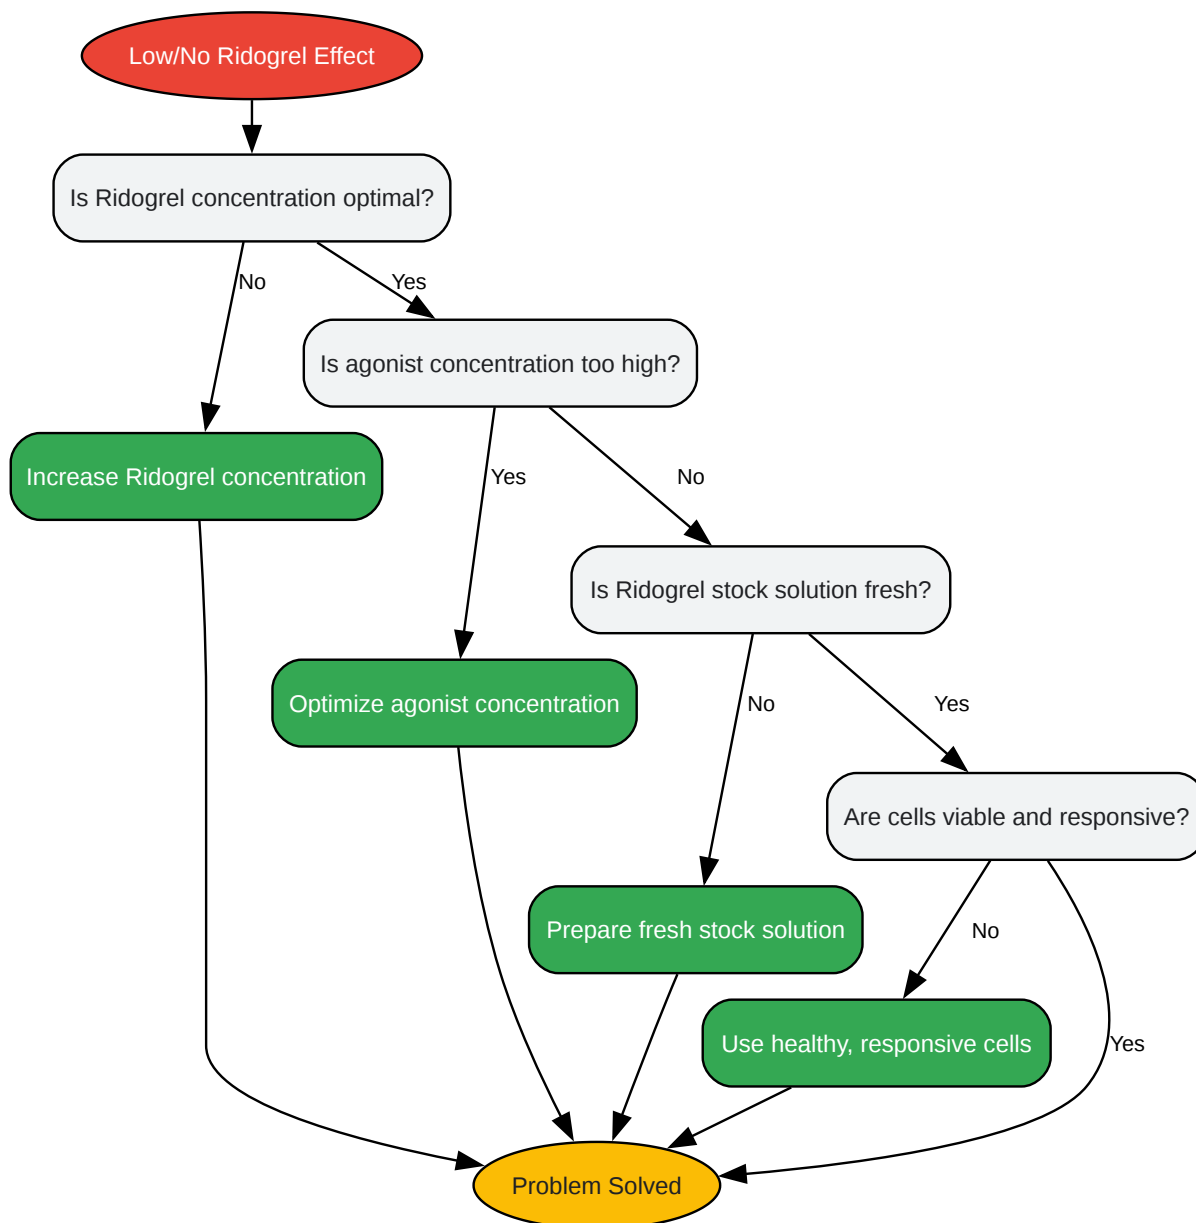 Low/No Ridogrel Effect
Is Ridogrel concentration optimal?
No
Yes
Is agonist concentration too high?
Increase Ridogrel concentration
Yes
No
Is Ridogrel stock solution fresh?
Optimize agonist concentration
No
Yes
Are cells viable and responsive?
Prepare fresh stock solution
No
Use healthy, responsive cells
Yes
Problem Solved